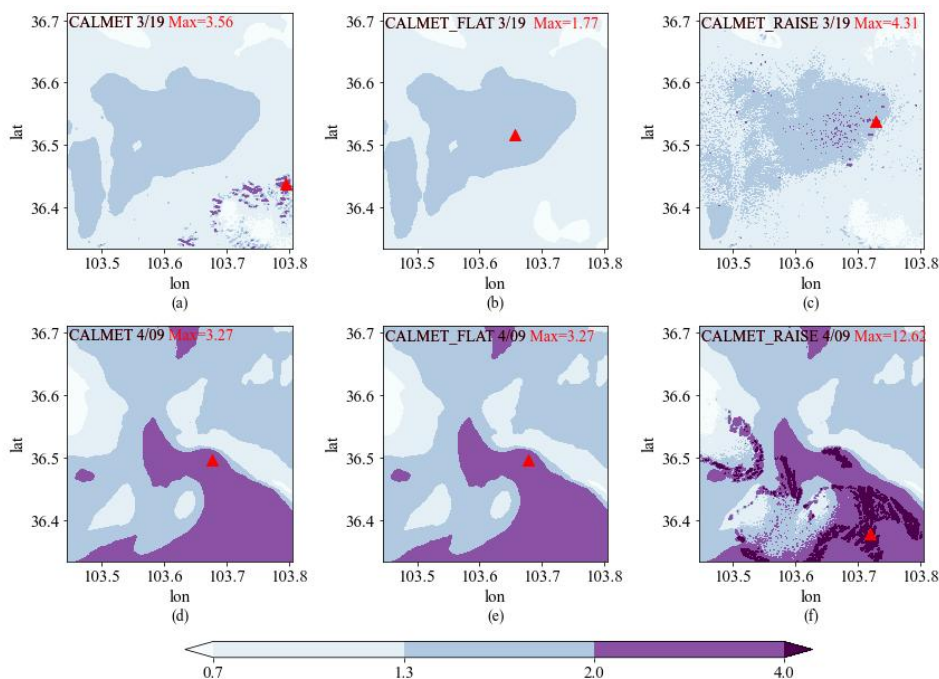 CALMET 3/19 Max=3.56
CALMET_FLAT 3/19 Max=1.77
CALMET_RAISE 3/19 Max=4.31
36.7
36.6
36.5
36.4
lat
103.5 103.6 103.7 103.8
lon
(a)
36.7
36.6
36.5
36.4
lat
103.5 103.6 103.7 103.8
lon
(b)
36.7
36.6
36.5
36.4
lat
103.5 103.6 103.7 103.8
lon
(c)
CALMET 4/09 Max=3.27
CALMET_FLAT 4/09 Max=3.27
CALMET_RAISE 4/09 Max=12.62
36.7
36.6
36.5
36.4
lat
103.5 103.6 103.7 103.8
lon
(d)
36.7
36.6
36.5
36.4
lat
103.5 103.6 103.7 103.8
lon
(e)
36.7
36.6
36.5
36.4
lat
103.5 103.6 103.7 103.8
lon
(f)
0.7 1.3 2.0 4.0